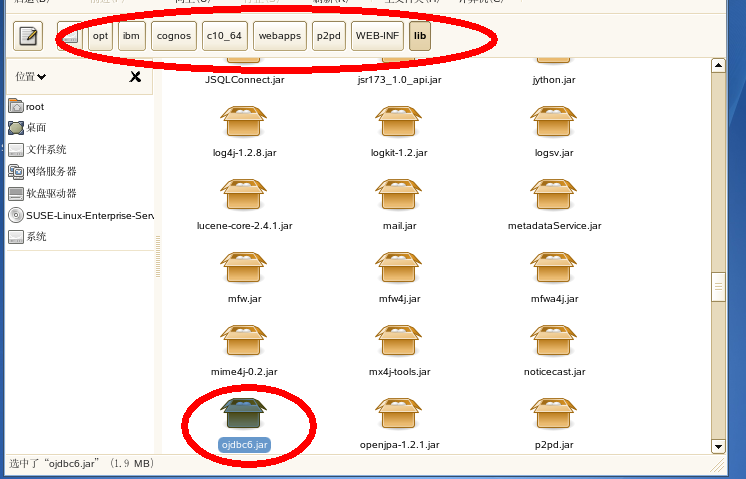 opt ibm cognos c10_64 webapps p2pd WEB-INF lib
位置
root
桌面
文件系统
网络服务器
软盘驱动器
SUSE-Linux-Enterprise-Serv
系统
JSQLConnect.jar jsr173_1.0_api.jar jython.jar
log4j-1.2.8.jar logkit-1.2.jar logsv.jar
lucene-core-2.4.1.jar mail.jar metadataService.jar
mfw.jar mfw4j.jar mfwa4j.jar
mime4j-0.2.jar mx4j-tools.jar noticecast.jar
ojdbc6.jar openjpa-1.2.1.jar p2pd.jar
选中了 “ojdbc6.jar” (1.9 MB)